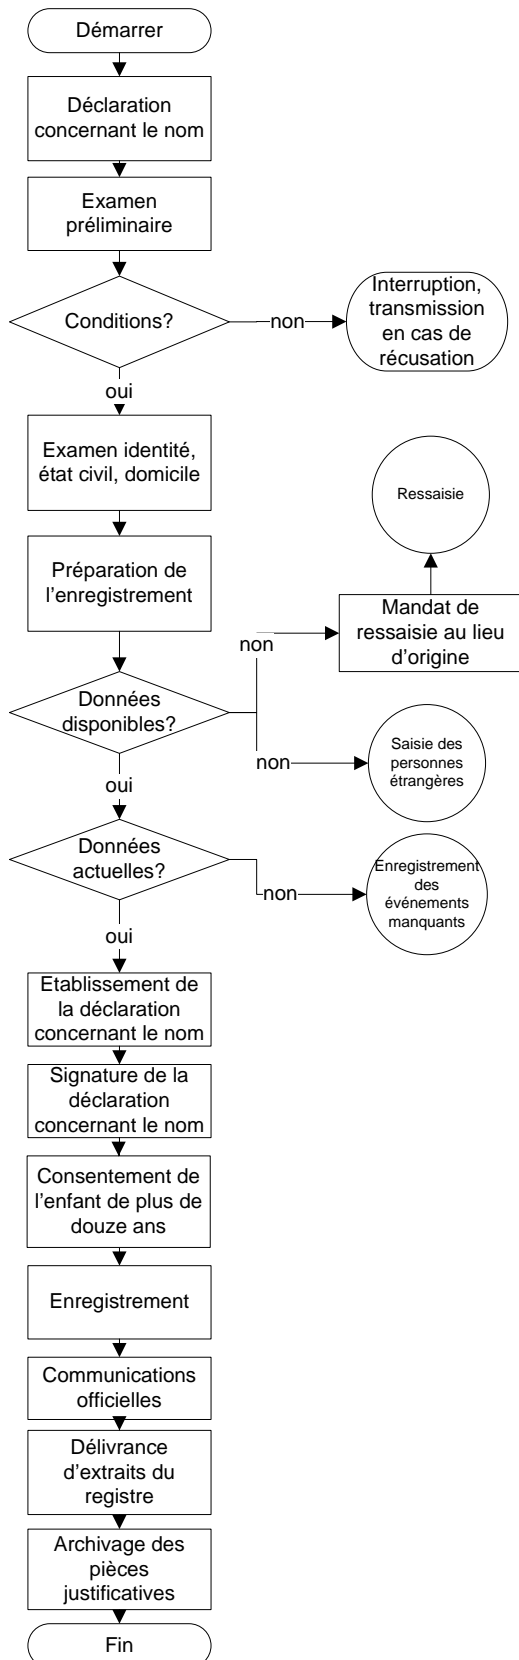 Démarrer
Déclaration
concernant le nom
Examen
préliminaire
Conditions?
non
Interruption,
transmission
en cas de
récusation
oui
Examen identité,
état civil, domicile
Ressaisie
Préparation de
l’enregistrement
non
Mandat de
ressaisie au lieu
d’origine
Données
disponibles?
non
Saisie des
personnes
étrangères
oui
Données
actuelles?
non
Enregistrement
des
événements
manquants
oui
Etablissement de
la déclaration
concernant le nom
Signature de la
déclaration
concernant le nom
Consentement de
l’enfant de plus de
douze ans
Enregistrement
Communications
officielles
Délivrance
d’extraits du
registre
Archivage des
pièces
justificatives
Fin